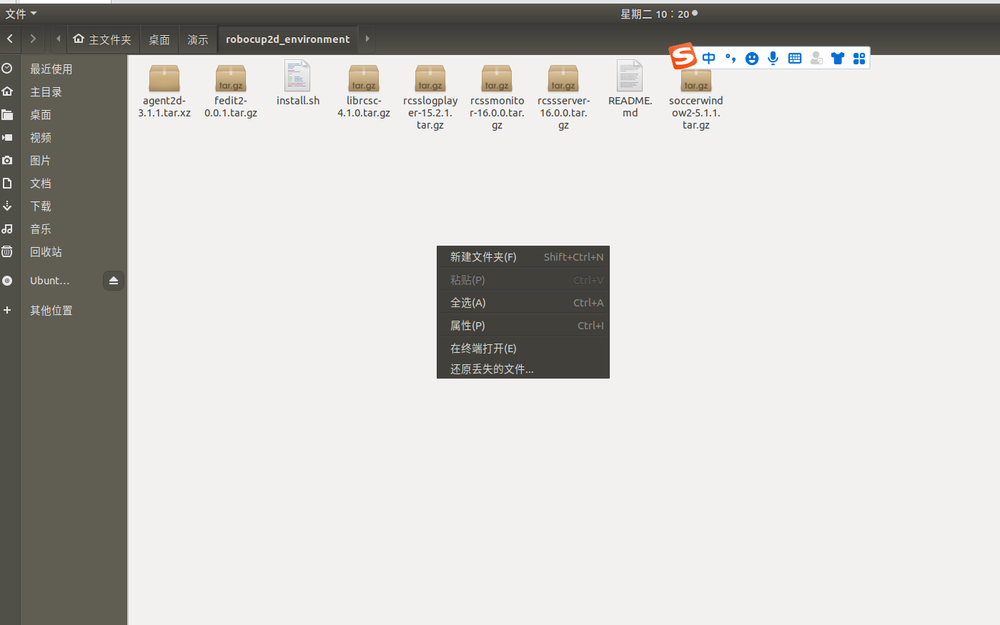 文件
星期二 10：20
主文件夹
桌面
演示
robocup2d_environment
中
最近使用
主目录
桌面
视频
图片
文档
下载
音乐
回收站
Ubunt…
其他位置
agent2d-
3.1.1.tar.xz
tar.gz
fedit2-
0.0.1.tar.gz
install.sh
tar.gz
librcsc-
4.1.0.tar.gz
tar.gz
rcsslogplay
er-15.2.1.
tar.gz
tar.gz
rcssmonito
r-16.0.0.tar.
gz
tar.gz
rcssserver-
16.0.0.tar.
gz
README.
md
tar.gz
soccerwind
ow2-5.1.1.
tar.gz
新建文件夹(F) Shift+Ctrl+N
粘贴(P) Ctrl+V
全选(A) Ctrl+A
属性(P) Ctrl+I
在终端打开(E)
还原丢失的文件...